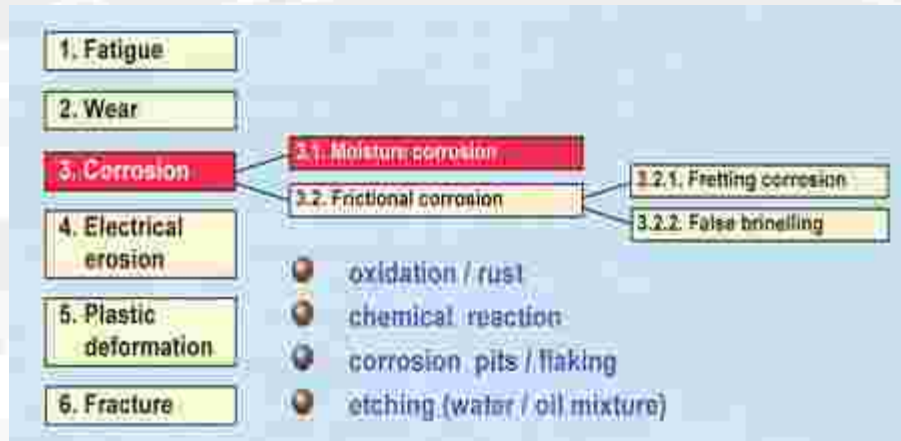 1. Fatigue
2. Wear
3. Corrosion
3.1. Moisture corrosion
3.2. Frictional corrosion
3.2.1. Fretting corrosion
3.2.2. False brinelling
4. Electrical
erosion
5. Plastic
deformation
6. Fracture
oxidation / rust
chemical reaction
corrosion pits / flaking
etching (water / oil mixture)